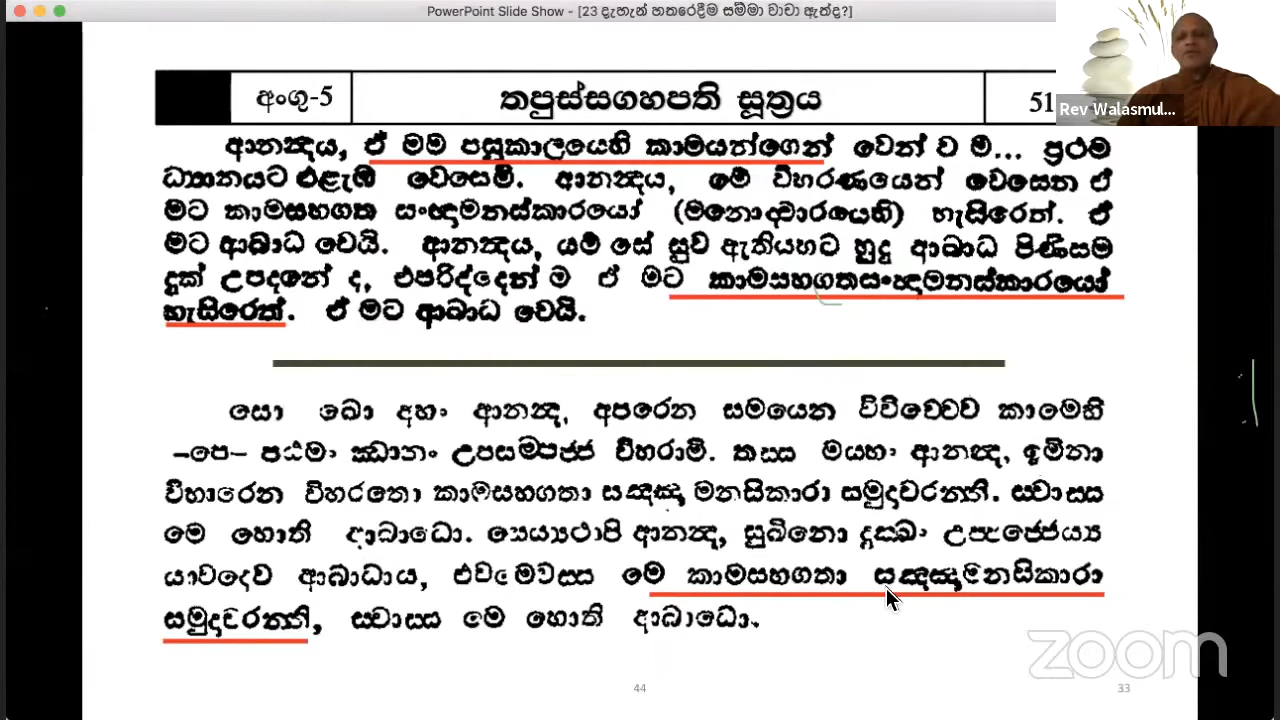 PowerPoint Slide Show - [23 දැහැන් හතරෙදීම සම්මා වාචා ඇත්ද?]
Rev Walasmul...
අංගු-5 තපුස්සගහපති සූත්‍රය 51
ආනන්‍දය, ඒ මම පසුකාලයෙහි කාමයන්ගෙන් වෙන් ව ම... ප්‍රථම
ධ්‍යානයට එළැඹ වෙසෙමි. ආනන්‍දය, මේ විහරණයෙන් වෙසෙන ඒ
මට කාමසහගත සංඥාමනස්කාරයෝ (මනොද්වාරයෙහි) හැසිරෙත්. ඒ
මට ආබාධ වෙයි. ආනන්‍දය, යම් සේ සුව ඇතියහට හුදු ආබාධ පිණිසම
දුක් උපදනේ ද, එපරිද්දෙන් ම ඒ මට කාමසහගතසංඥාමනස්කාරයෝ
හැසිරෙත්. ඒ මට ආබාධ වෙයි.
සො ඛො අහං ආනන්‍ද, අපරෙන සමයෙන විවිච්චෙව කාමෙහි
-පෙ- පඨමං ඣානං උපසම්පජ්ජ විහරාමි. තස්ස මය්හං ආනන්‍ද, ඉමිනා
විහාරෙන විහරතො කාමසහගතා සඤ්ඤා මනසිකාරා සමුදාචරන්ති. ස්වාස්ස
මෙ හොති ආබාධො. සෙය්‍යථාපි ආනන්‍ද, සුඛිනො දුක්ඛං උප්පජ්ජෙය්‍ය
යාවදෙව ආබාධාය, එවමෙවස්ස මෙ කාමසහගතා සඤ්ඤාමනසිකාරා
සමුදාචරන්ති, ස්වාස්ස මෙ හොති ආබාධො.
zoom
44 33